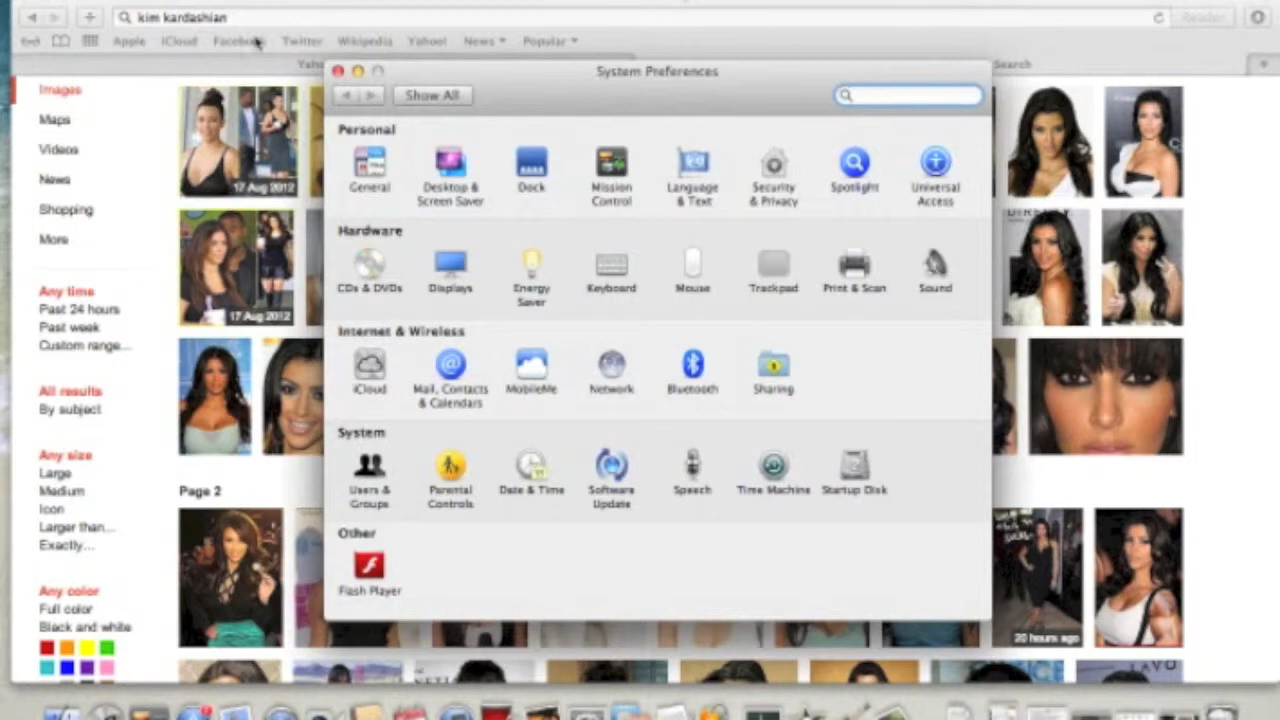 kim kardashian
Reader
Apple iCloud Facebook Twitter Wikipedia Yahoo! News Popular
Search
System Preferences
Show All
Images
Maps
Videos
News
Shopping
More
Any time
Past 24 hours
Past week
Custom range...
All results
By subject
Any size
Large
Medium
Icon
Larger than...
Exactly...
Any color
Full color
Black and white
17 Aug 2012
17 Aug 2012
Page 2
Personal
General
Desktop & Screen Saver
Dock
Mission Control
Language & Text
Security & Privacy
Spotlight
Universal Access
Hardware
CDs & DVDs
Displays
Energy Saver
Keyboard
Mouse
Trackpad
Print & Scan
Sound
Internet & Wireless
iCloud
Mail, Contacts & Calendars
MobileMe
Network
Bluetooth
Sharing
System
Users & Groups
Parental Controls
Date & Time
Software Update
Speech
Time Machine
Startup Disk
Other
Flash Player
20 hours ago